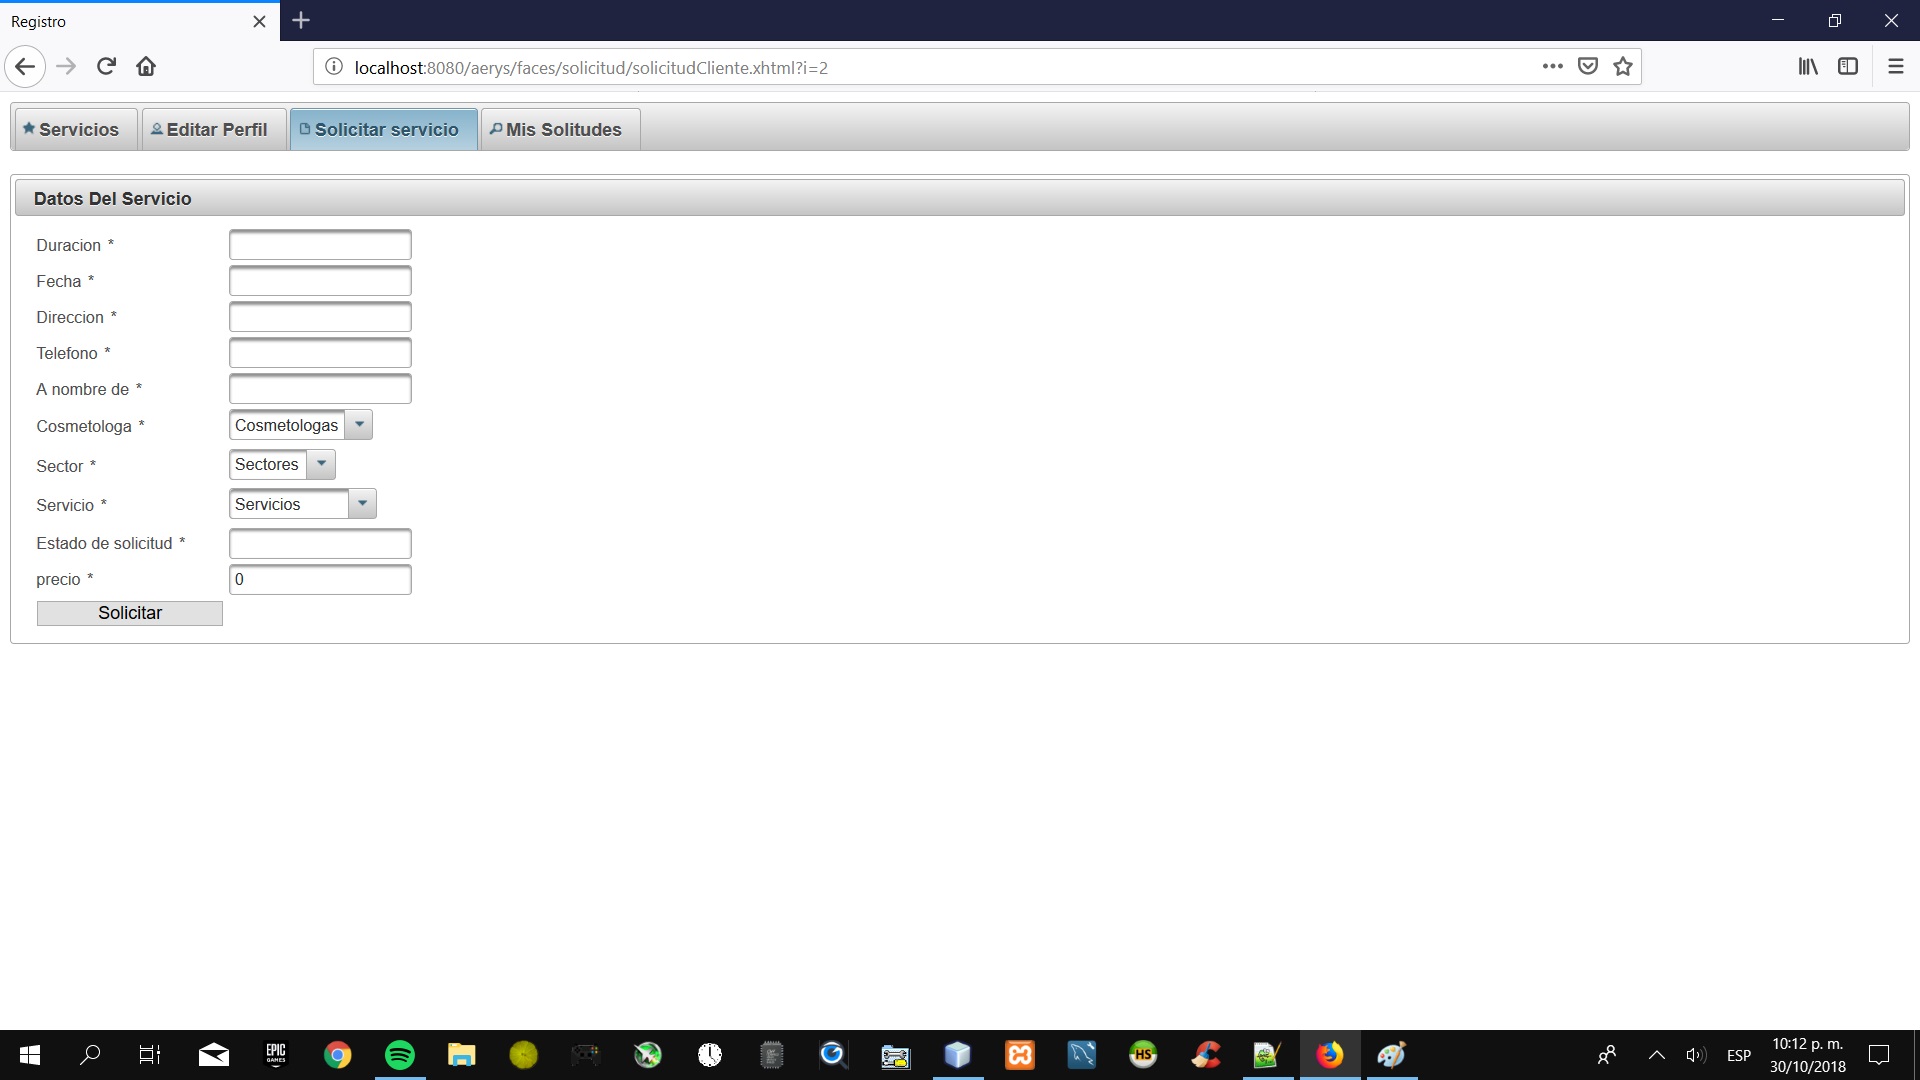 Registro
localhost:8080/aerys/faces/solicitud/solicitudCliente.xhtml?i=2
Servicios Editar Perfil Solicitar servicio Mis Solitudes
Datos Del Servicio
Duracion *
Fecha *
Direccion *
Telefono *
A nombre de *
Cosmetologa * Cosmetologas
Sector * Sectores
Servicio * Servicios
Estado de solicitud *
precio * 0
Solicitar
EPIC GAMES
HS
ESP
10:12 p. m.
30/10/2018